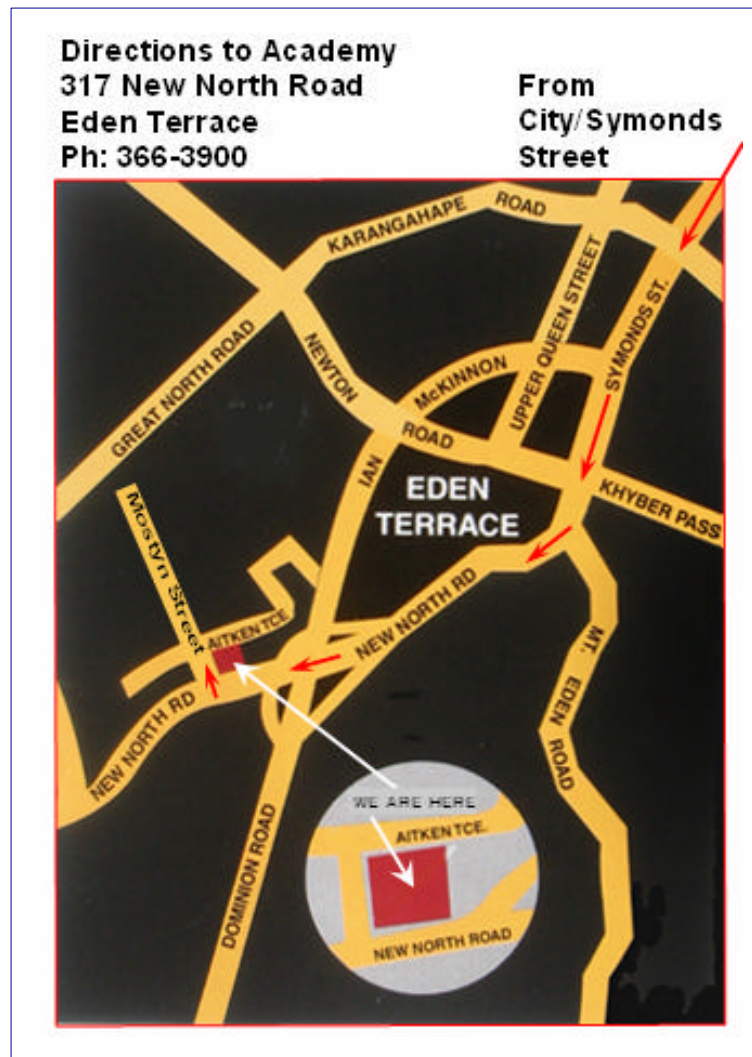 Directions to Academy
317 New North Road
Eden Terrace
Ph: 366-3900
From
City/Symonds
Street
KARANGAHAPE ROAD
GREAT NORTH ROAD
NEWTON ROAD
IAN McKINNON
UPPER QUEEN STREET
SYMONDS ST.
KHYBER PASS
EDEN
TERRACE
Mostyn Street
AITKEN TCE
NEW NORTH RD
NEW NORTH RD
MT. EDEN ROAD
DOMINION ROAD
WE ARE HERE
AITKEN TCE.
NEW NORTH ROAD